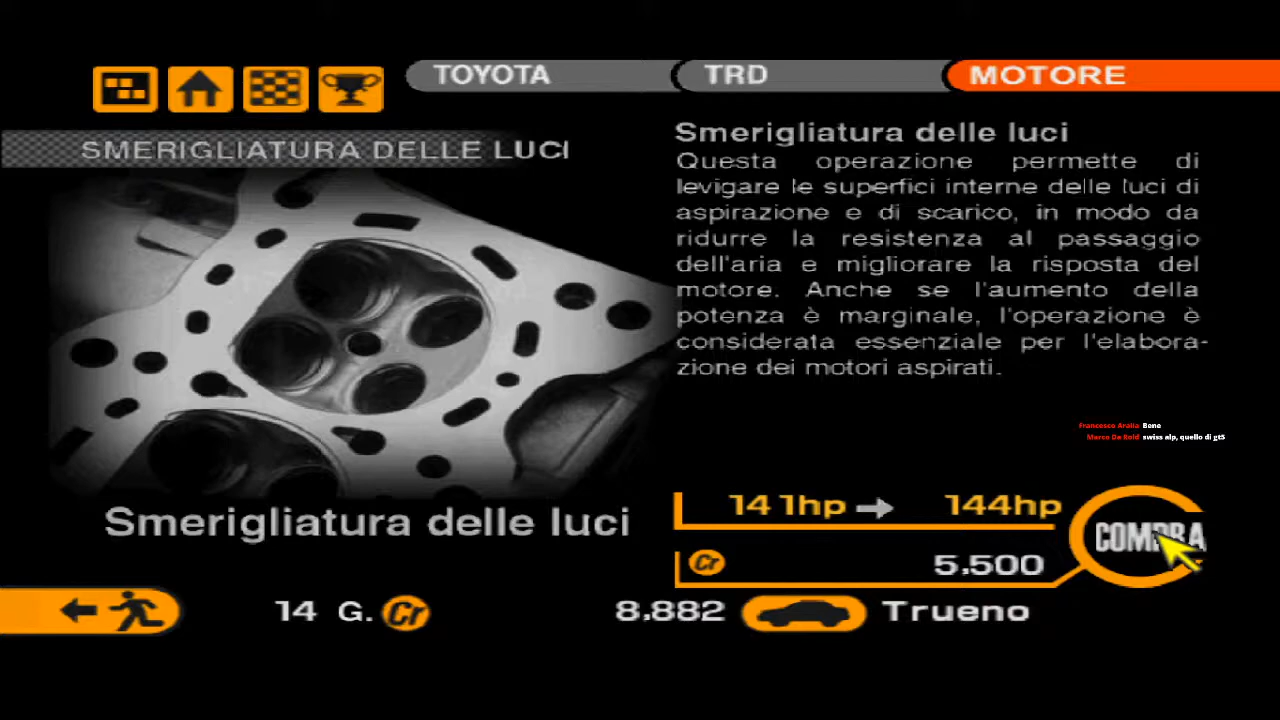 TOYOTA
TRD
MOTORE
SMERIGLIATURA DELLE LUCI
Smerigliatura delle luci
Questa operazione permette di
levigare le superfici interne delle luci di
aspirazione e di scarico, in modo da
ridurre la resistenza al passaggio
dell'aria e migliorare la risposta del
motore. Anche se l'aumento della
potenza è marginale, l'operazione è
considerata essenziale per l'elabora-
zione dei motori aspirati.
Francesco Aralia Bene
Marco Da Rold swiss alp, quello di gt5
Smerigliatura delle luci
141hp 144hp
COMPRA
Cr 5,500
14 G. Cr 8,882 Trueno